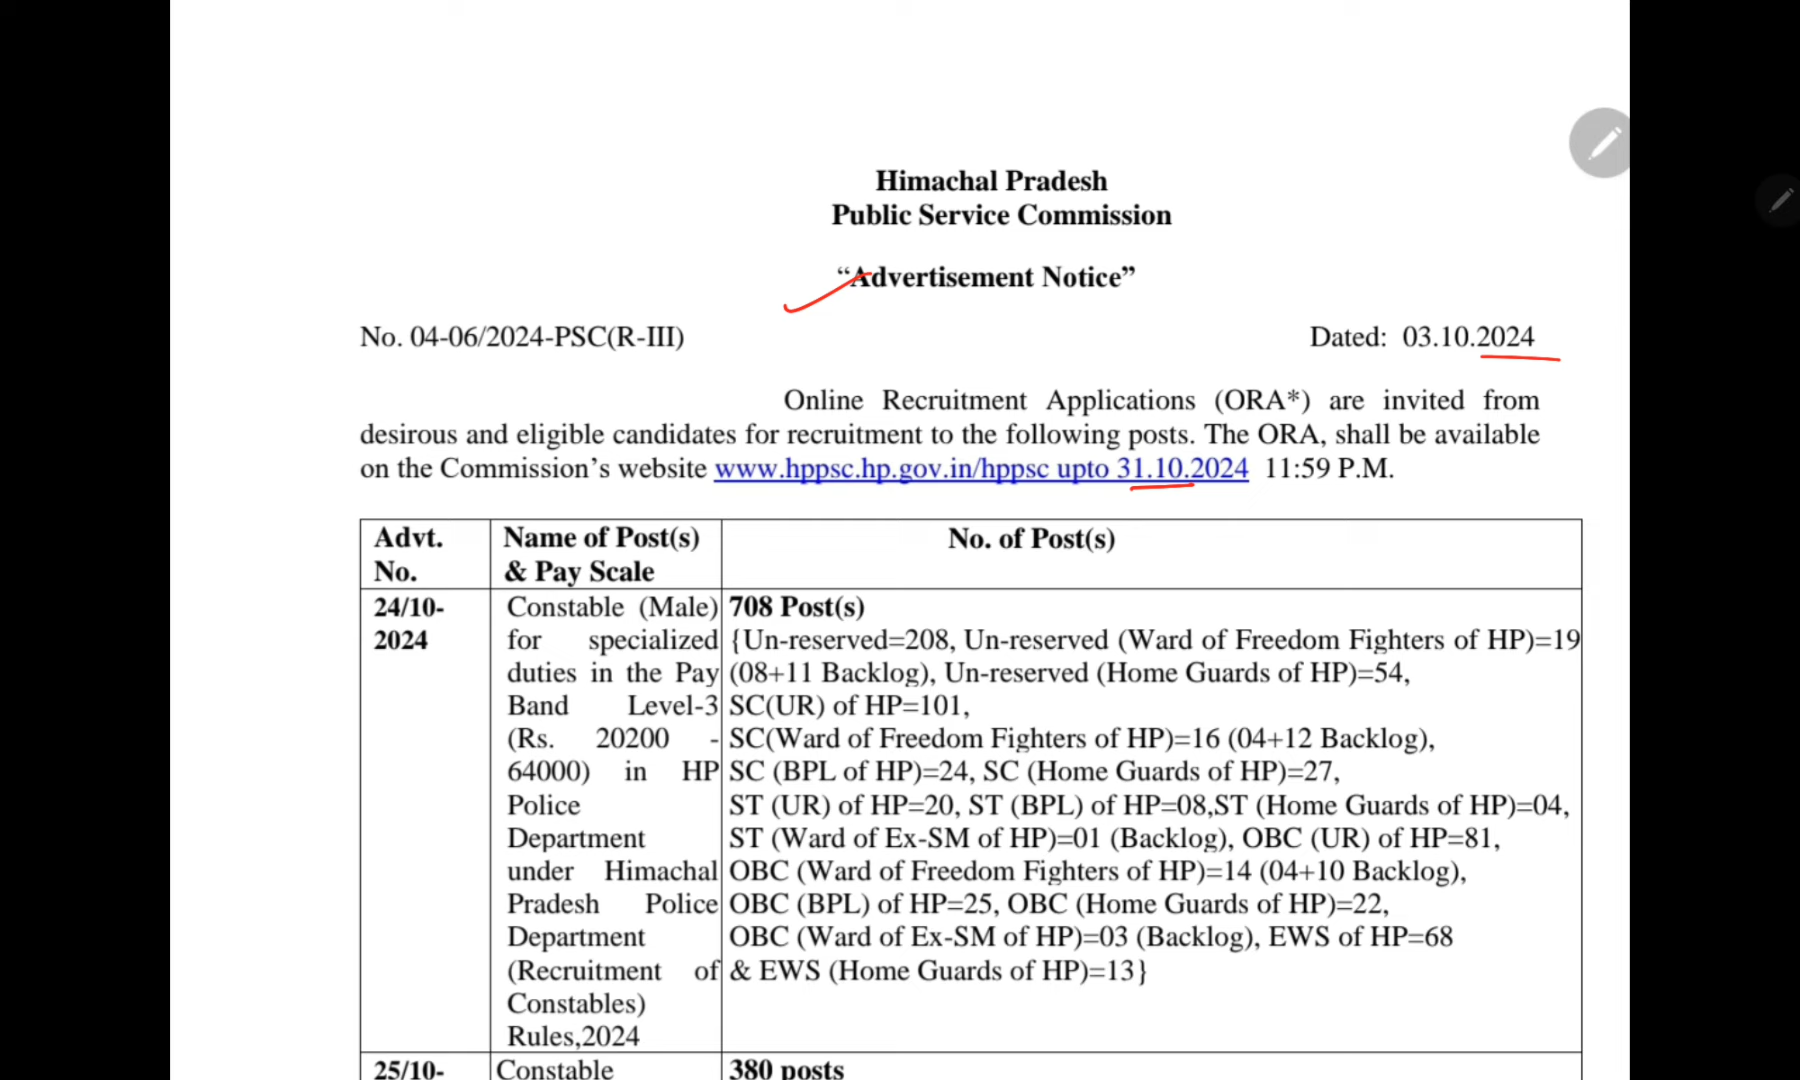 Himachal Pradesh
Public Service Commission
“Advertisement Notice”
No. 04-06/2024-PSC(R-III) Dated: 03.10.2024
Online Recruitment Applications (ORA*) are invited from
desirous and eligible candidates for recruitment to the following posts. The ORA, shall be available
on the Commission’s website www.hppsc.hp.gov.in/hppsc upto 31.10.2024 11:59 P.M.
Advt.
No.
Name of Post(s)
& Pay Scale
No. of Post(s)
24/10-
2024
Constable (Male)
for specialized
duties in the Pay
Band Level-3
(Rs. 20200 -
64000) in HP
Police
Department
under Himachal
Pradesh Police
Department
(Recruitment of
Constables)
Rules,2024
708 Post(s)
{Un-reserved=208, Un-reserved (Ward of Freedom Fighters of HP)=19
(08+11 Backlog), Un-reserved (Home Guards of HP)=54,
SC(UR) of HP=101,
SC(Ward of Freedom Fighters of HP)=16 (04+12 Backlog),
SC (BPL of HP)=24, SC (Home Guards of HP)=27,
ST (UR) of HP=20, ST (BPL) of HP=08,ST (Home Guards of HP)=04,
ST (Ward of Ex-SM of HP)=01 (Backlog), OBC (UR) of HP=81,
OBC (Ward of Freedom Fighters of HP)=14 (04+10 Backlog),
OBC (BPL) of HP=25, OBC (Home Guards of HP)=22,
OBC (Ward of Ex-SM of HP)=03 (Backlog), EWS of HP=68
& EWS (Home Guards of HP)=13}
25/10-
Constable
380 posts